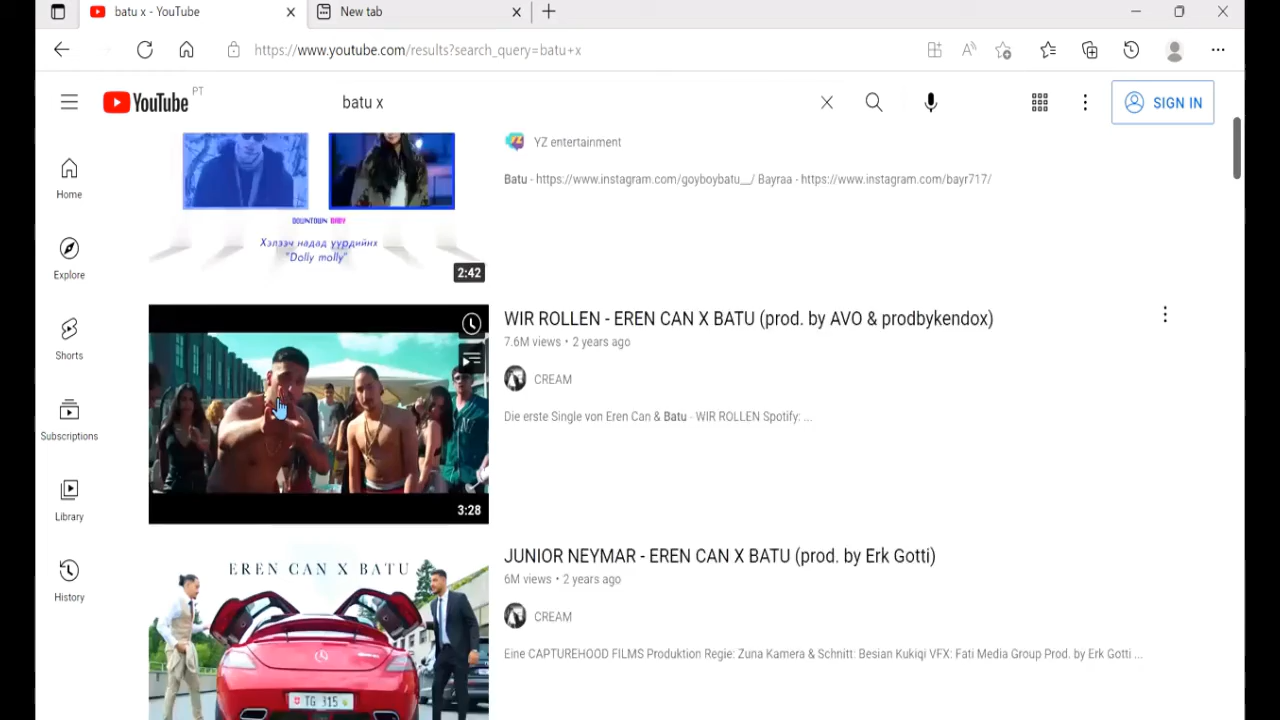 batu x - YouTube
New tab
https://www.youtube.com/results?search_query=batu+x
YouTube PT
batu x
SIGN IN
YZ entertainment
Batu - https://www.instagram.com/goyboybatu__/ Bayraa - https://www.instagram.com/bayr717/
DOWNTOWN BABY
Хэлээч надад үүрдийнх
"Dolly molly"
2:42
Home
Explore
Shorts
Subscriptions
Library
History
WIR ROLLEN - EREN CAN X BATU (prod. by AVO & prodbykendox)
7.6M views • 2 years ago
CREAM
Die erste Single von Eren Can & Batu - WIR ROLLEN Spotify: ...
3:28
JUNIOR NEYMAR - EREN CAN X BATU (prod. by Erk Gotti)
6M views • 2 years ago
CREAM
Eine CAPTUREHOOD FILMS Produktion Regie: Zuna Kamera & Schnitt: Besian Kukiqi VFX: Fati Media Group Prod. by Erk Gotti ...
EREN CAN X BATU
TG 315